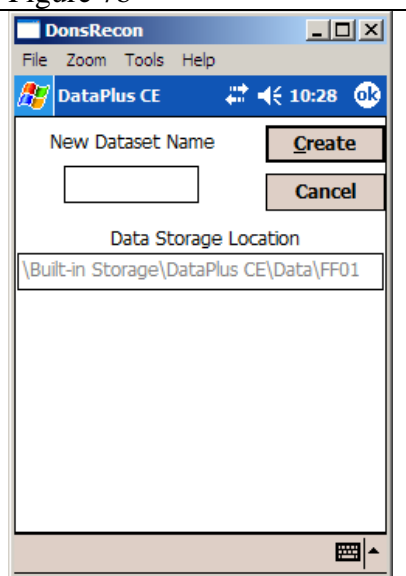 DonsRecon
File Zoom Tools Help
DataPlus CE 10:28 ok
New Dataset Name Create
Cancel
Data Storage Location
\Built-in Storage\DataPlus CE\Data\FF01